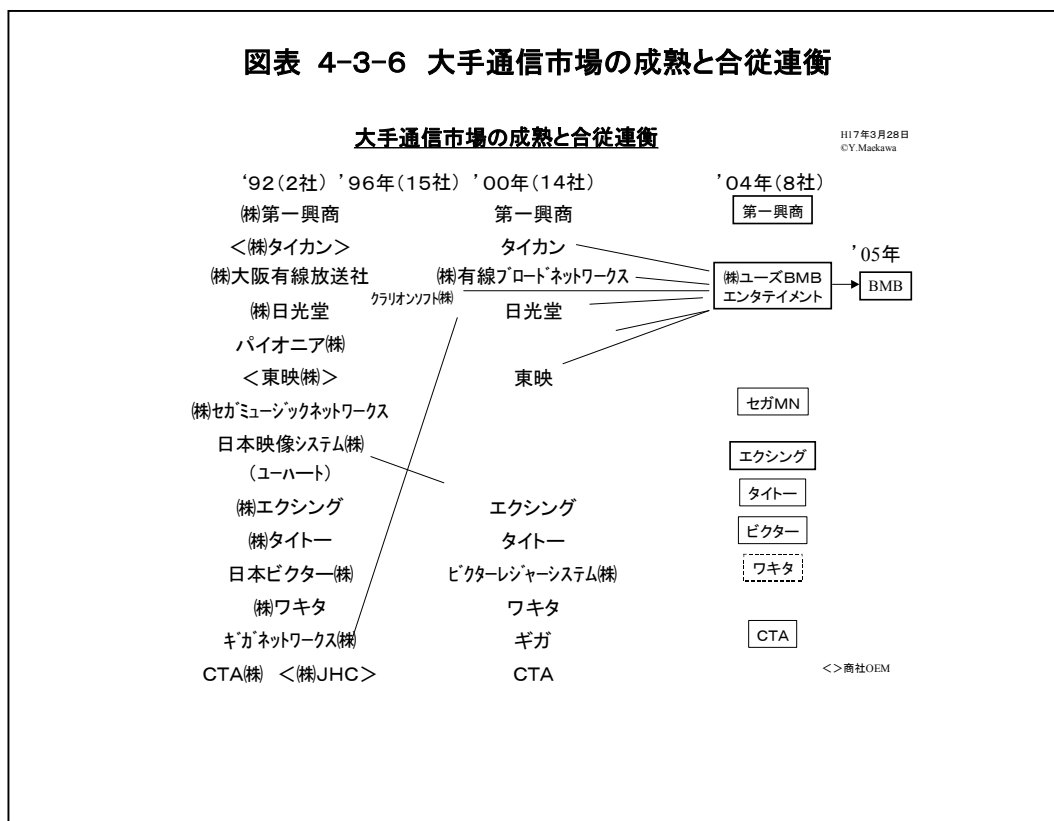 図表 4-3-6 大手通信市場の成熟と合従連衡
大手通信市場の成熟と合従連衡
H17年3月28日
©Y.Maekawa
‘92(2社) ’96年(15社) ’00年(14社) ’04年(8社)
㈱第一興商 第一興商 第一興商
<㈱タイカン> タイカン
’05年
㈱大阪有線放送社 ㈱有線ブロードネットワークス ㈱ユーズBMB
エンタテイメント
BMB
クラリオンソフト㈱
㈱日光堂 日光堂
パイオニア㈱
<東映㈱> 東映
㈱セガミュージックネットワークス セガMN
日本映像システム㈱
(ユーハート)
エクシング
㈱エクシング エクシング タイトー
㈱タイトー タイトー ビクター
日本ビクター㈱ ビクターレジャーシステム㈱ ワキタ
㈱ワキタ ワキタ
ギガネットワークス㈱ ギガ CTA
CTA㈱ <㈱JHC> CTA
<>商社OEM